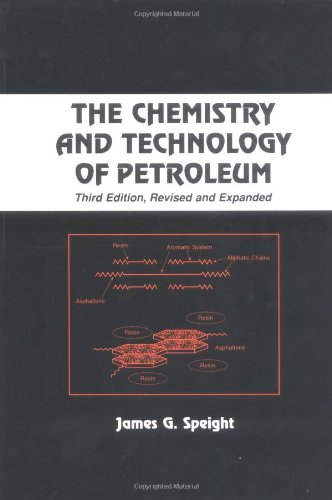 THE CHEMISTRY
AND TECHNOLOGY
OF PETROLEUM
Third Edition, Revised and Expanded
Resin
Aromatic System
Aliphatic Chains
Asphaltene
Resin
Resin
Asphaltene
Resin
Resin
James G. Speight